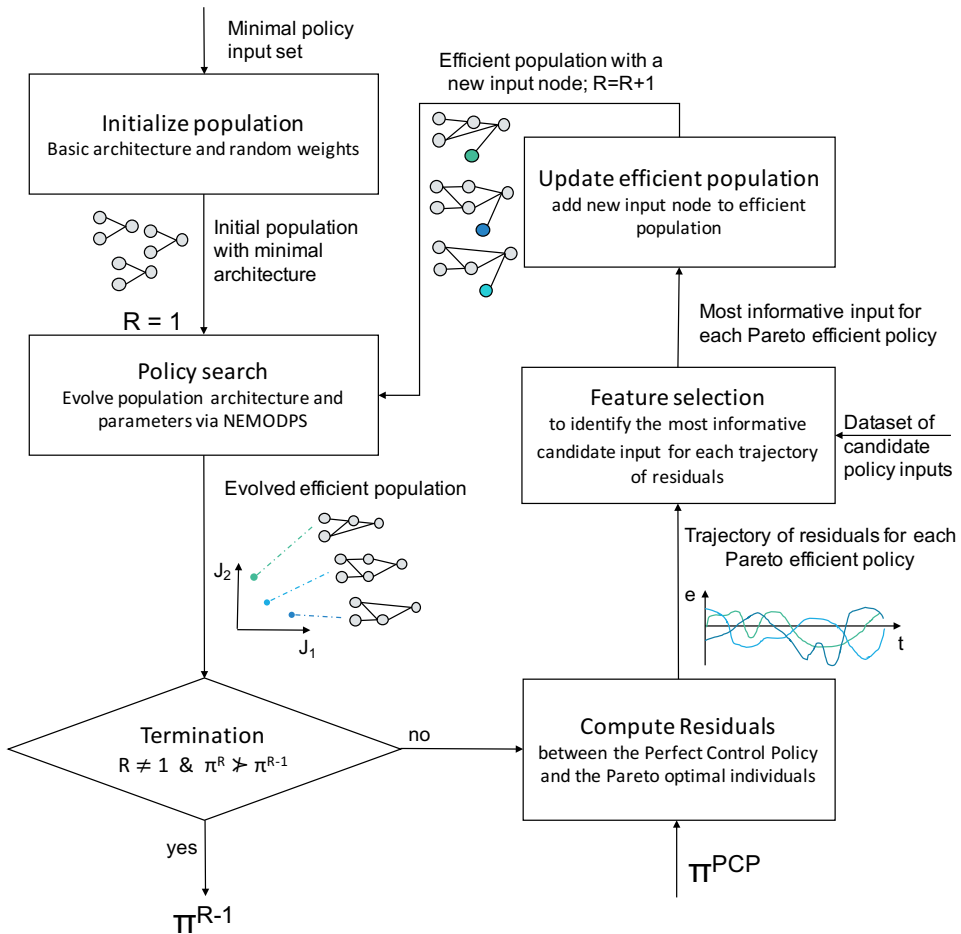 Minimal policy
input set
Initialize population
Basic architecture and random weights
Initial population
with minimal
architecture
R = 1
Policy search
Evolve population architecture and
parameters via NEMODPS
Evolved efficient population
J₂
J₁
Termination
R ≠ 1 & π^R ⊁ π^R-1
no
yes
π^R-1
Efficient population with a
new input node; R=R+1
Update efficient population
add new input node to efficient
population
Most informative input for
each Pareto efficient policy
Feature selection
to identify the most informative
candidate input for each trajectory
of residuals
Dataset of
candidate
policy inputs
Trajectory of residuals for each
Pareto efficient policy
e
t
Compute Residuals
between the Perfect Control Policy
and the Pareto optimal individuals
π^PCP